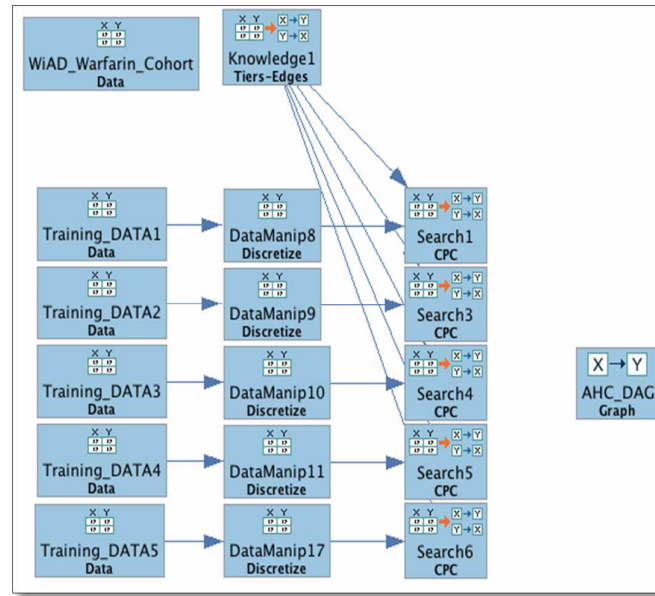 WiAD_Warfarin_Cohort
Data
Knowledge1
Tiers-Edges
Training_DATA1
Data
DataManip8
Discretize
Search1
CPC
Training_DATA2
Data
DataManip9
Discretize
Search3
CPC
Training_DATA3
Data
DataManip10
Discretize
Search4
CPC
Training_DATA4
Data
DataManip11
Discretize
Search5
CPC
Training_DATA5
Data
DataManip17
Discretize
Search6
CPC
X → Y
AHC_DAG
Graph